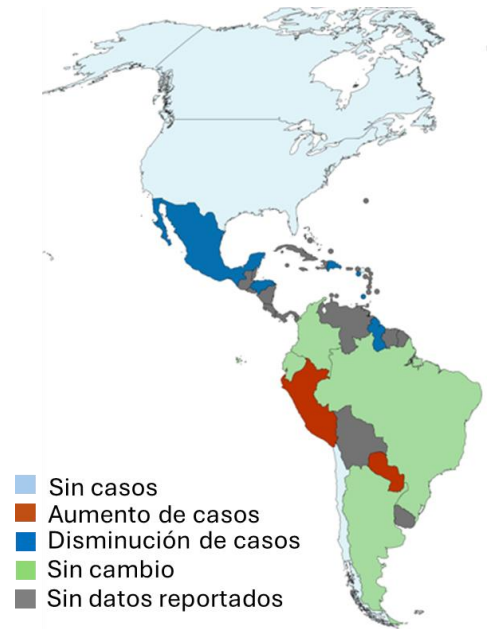 Sin casos
Aumento de casos
Disminución de casos
Sin cambio
Sin datos reportados